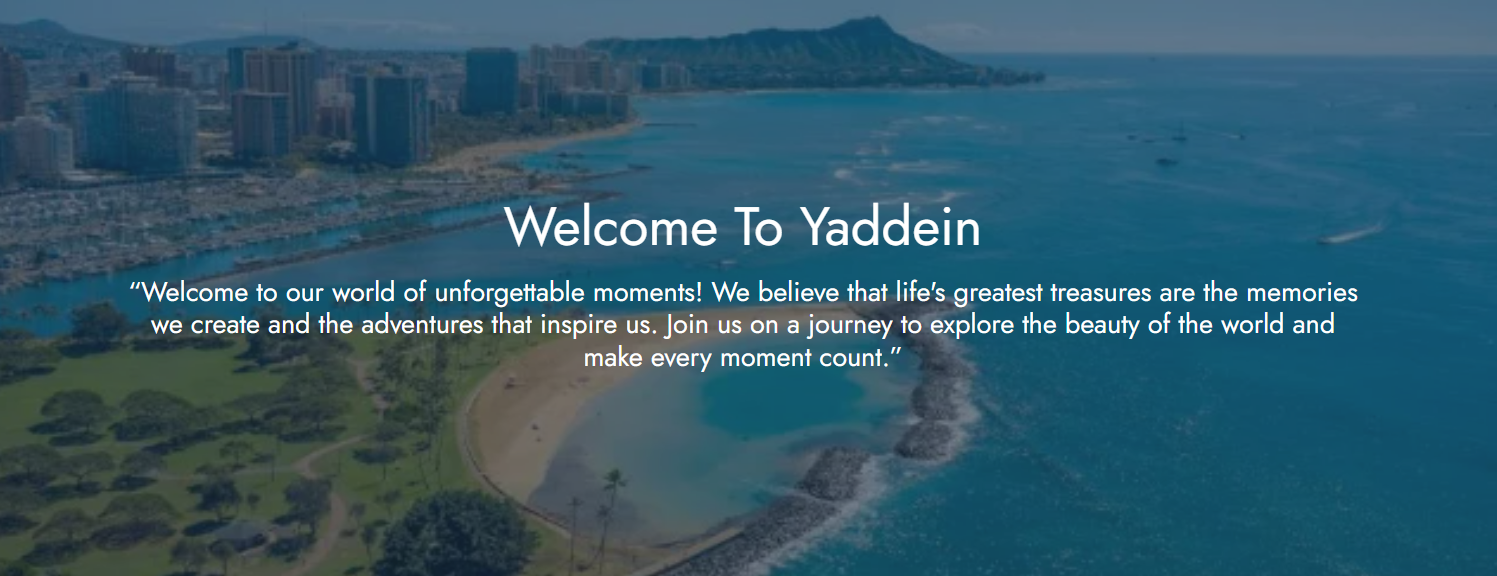 Welcome To Yaddein
“Welcome to our world of unforgettable moments! We believe that life's greatest treasures are the memories
we create and the adventures that inspire us. Join us on a journey to explore the beauty of the world and
make every moment count.”